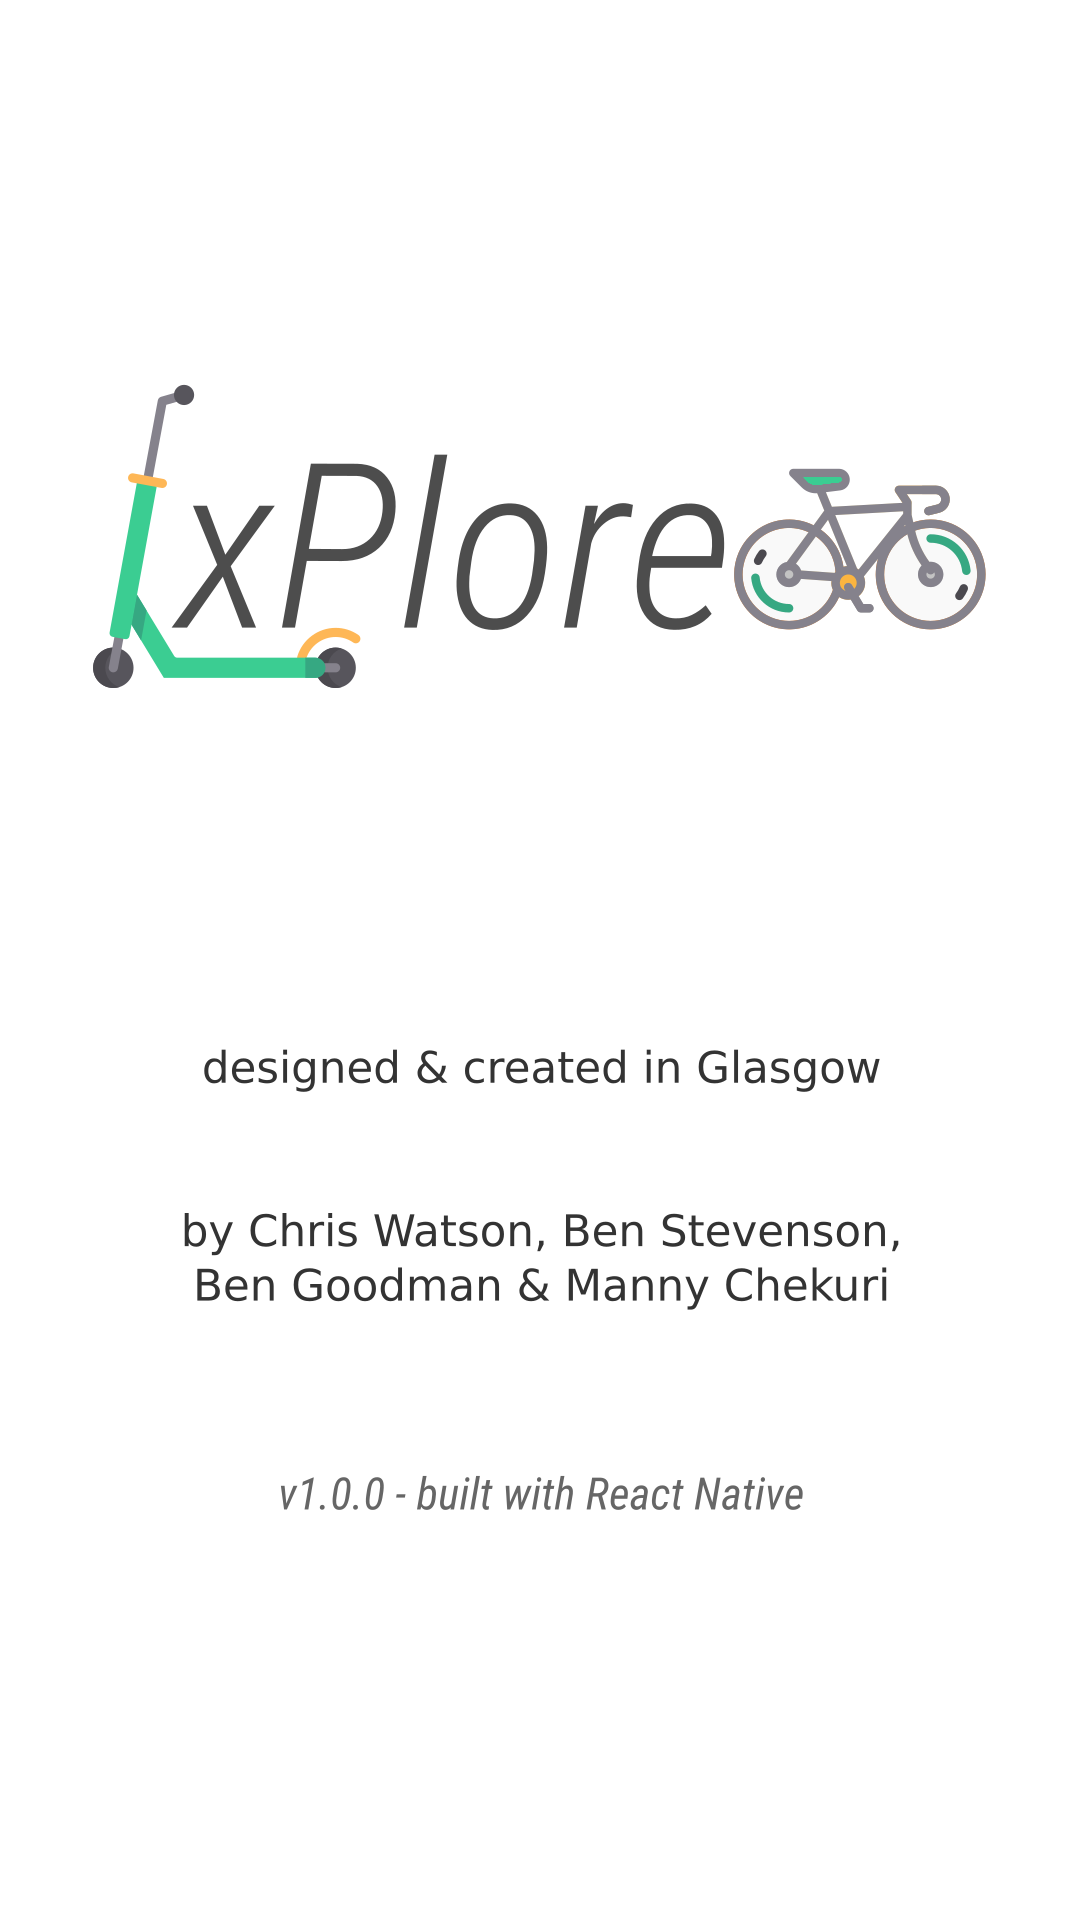 xPlore
designed & created in Glasgow
by Chris Watson, Ben Stevenson,
Ben Goodman & Manny Chekuri
v1.0.0 - built with React Native